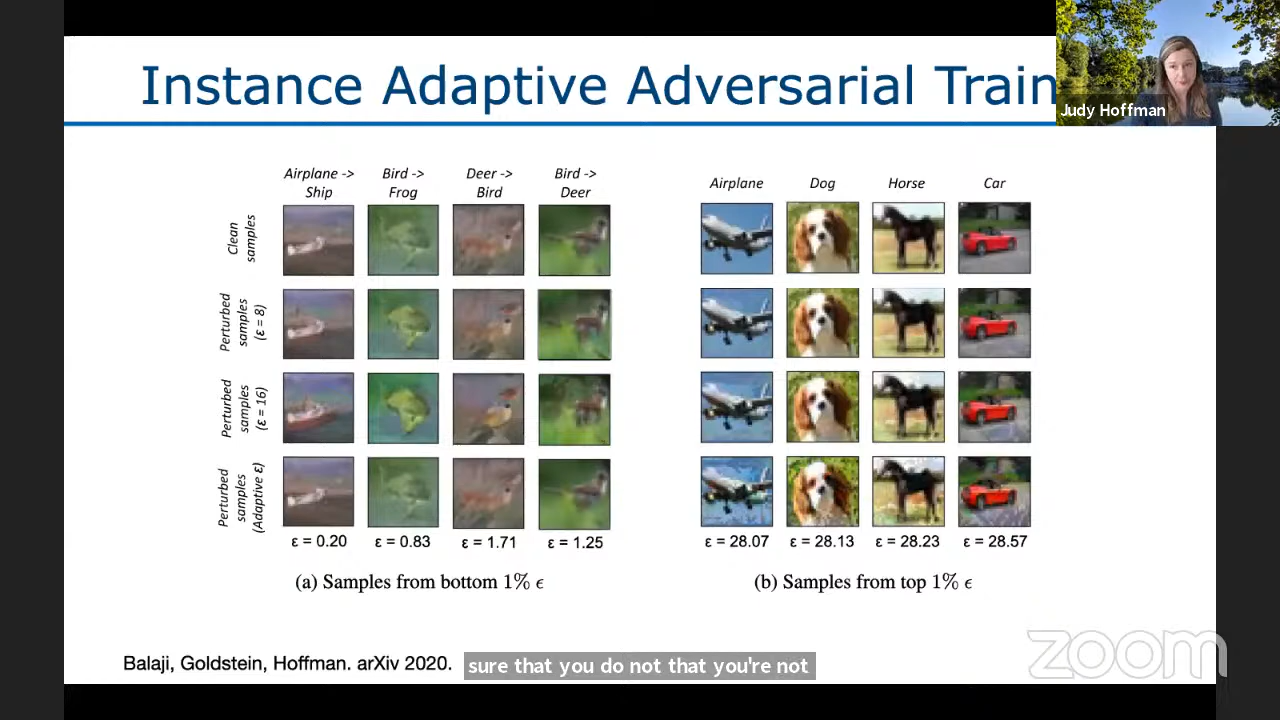 Instance Adaptive Adversarial Train
Judy Hoffman
Airplane ->
Ship
Bird ->
Frog
Deer ->
Bird
Bird ->
Deer
Airplane
Dog
Horse
Car
Clean
samples
Perturbed
samples
(ε = 8)
Perturbed
samples
(ε = 16)
Perturbed
samples
(Adaptive ε)
ε = 0.20
ε = 0.83
ε = 1.71
ε = 1.25
ε = 28.07
ε = 28.13
ε = 28.23
ε = 28.57
(a) Samples from bottom 1% ϵ
(b) Samples from top 1% ϵ
Balaji, Goldstein, Hoffman. arXiv 2020.
sure that you do not that you're not
zoom